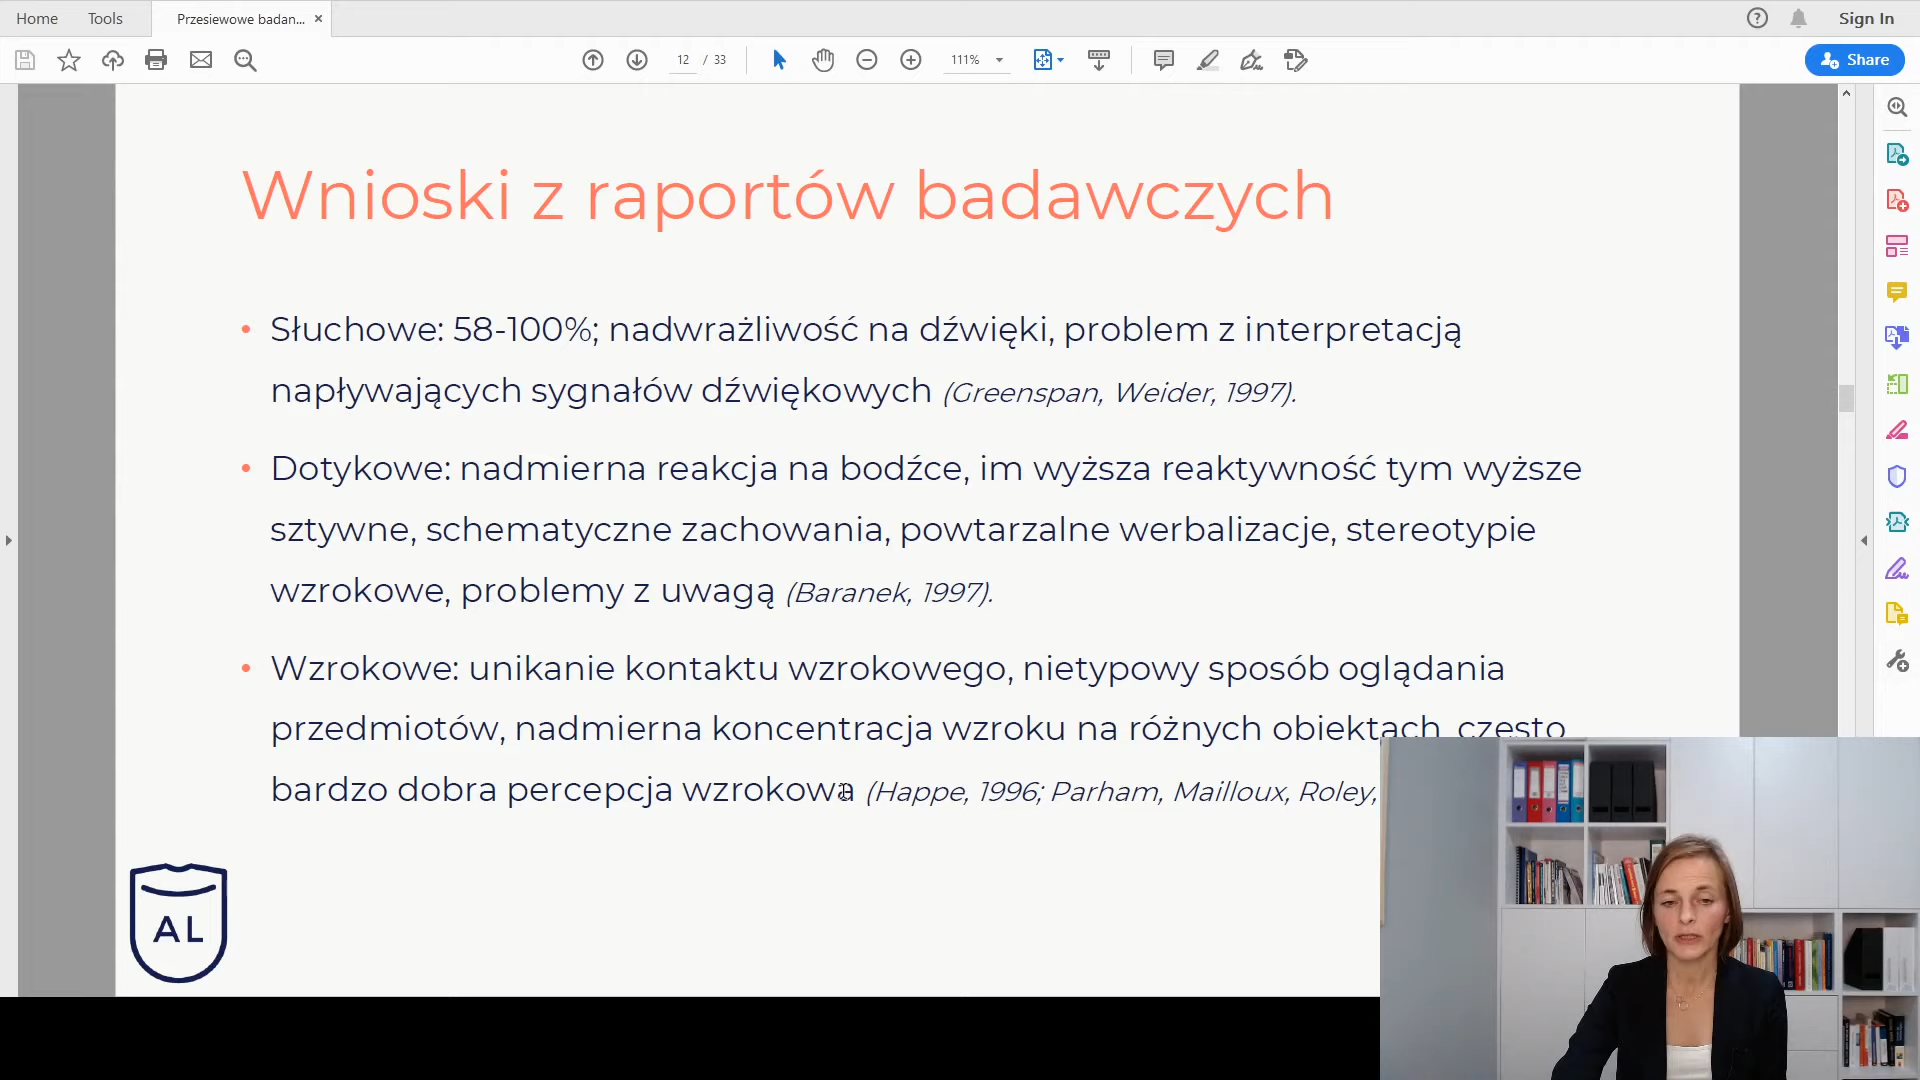 Home Tools Przesiewowe badan... × Sign In
12 / 33 111% Share
Wnioski z raportów badawczych
• Słuchowe: 58-100%; nadwrażliwość na dźwięki, problem z interpretacją
napływających sygnałów dźwiękowych (Greenspan, Weider, 1997).
• Dotykowe: nadmierna reakcja na bodźce, im wyższa reaktywność tym wyższe
sztywne, schematyczne zachowania, powtarzalne werbalizacje, stereotypie
wzrokowe, problemy z uwagą (Baranek, 1997).
• Wzrokowe: unikanie kontaktu wzrokowego, nietypowy sposób oglądania
przedmiotów, nadmierna koncentracja wzroku na różnych obiektach, często
bardzo dobra percepcja wzrokowa (Happe, 1996; Parham, Mailloux, Roley,
AL